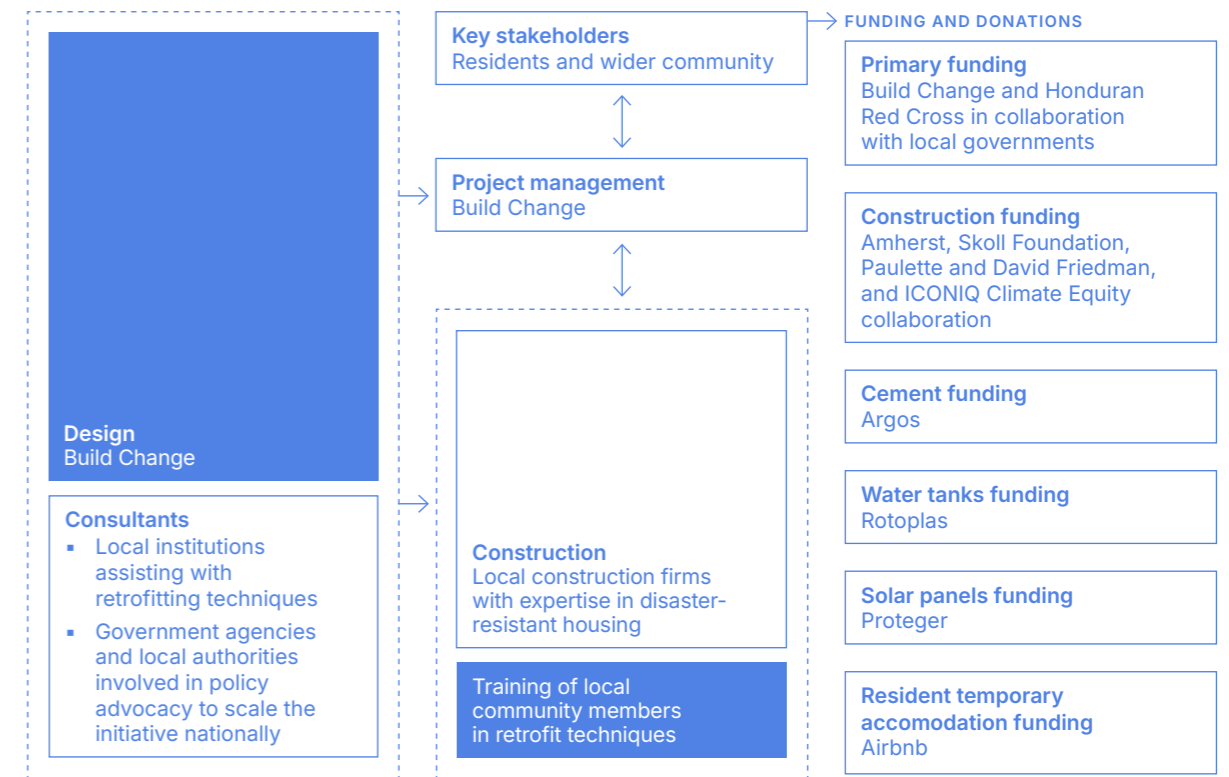 Design
Build Change
Consultants
▪ Local institutions
assisting with
retrofitting techniques
▪ Government agencies
and local authorities
involved in policy
advocacy to scale the
initiative nationally
Key stakeholders
Residents and wider community
Project management
Build Change
Construction
Local construction firms
with expertise in disaster-
resistant housing
Training of local
community members
in retrofit techniques
FUNDING AND DONATIONS
Primary funding
Build Change and Honduran
Red Cross in collaboration
with local governments
Construction funding
Amherst, Skoll Foundation,
Paulette and David Friedman,
and ICONIQ Climate Equity
collaboration
Cement funding
Argos
Water tanks funding
Rotoplas
Solar panels funding
Proteger
Resident temporary
accomodation funding
Airbnb